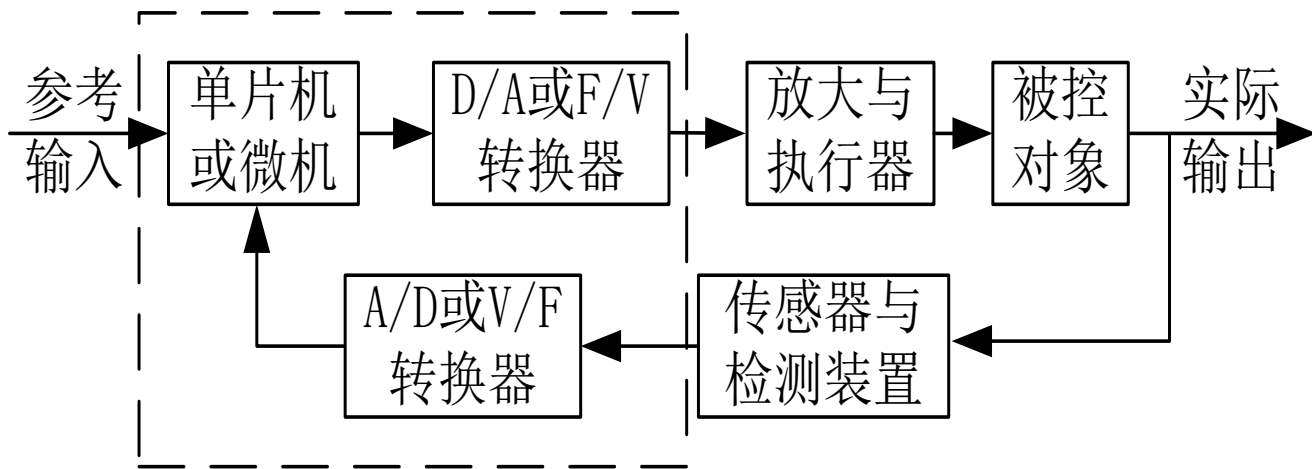 参考
输入
单片机
或微机
D/A或F/V
转换器
放大与
执行器
被控
对象
实际
输出
A/D或V/F
转换器
传感器与
检测装置